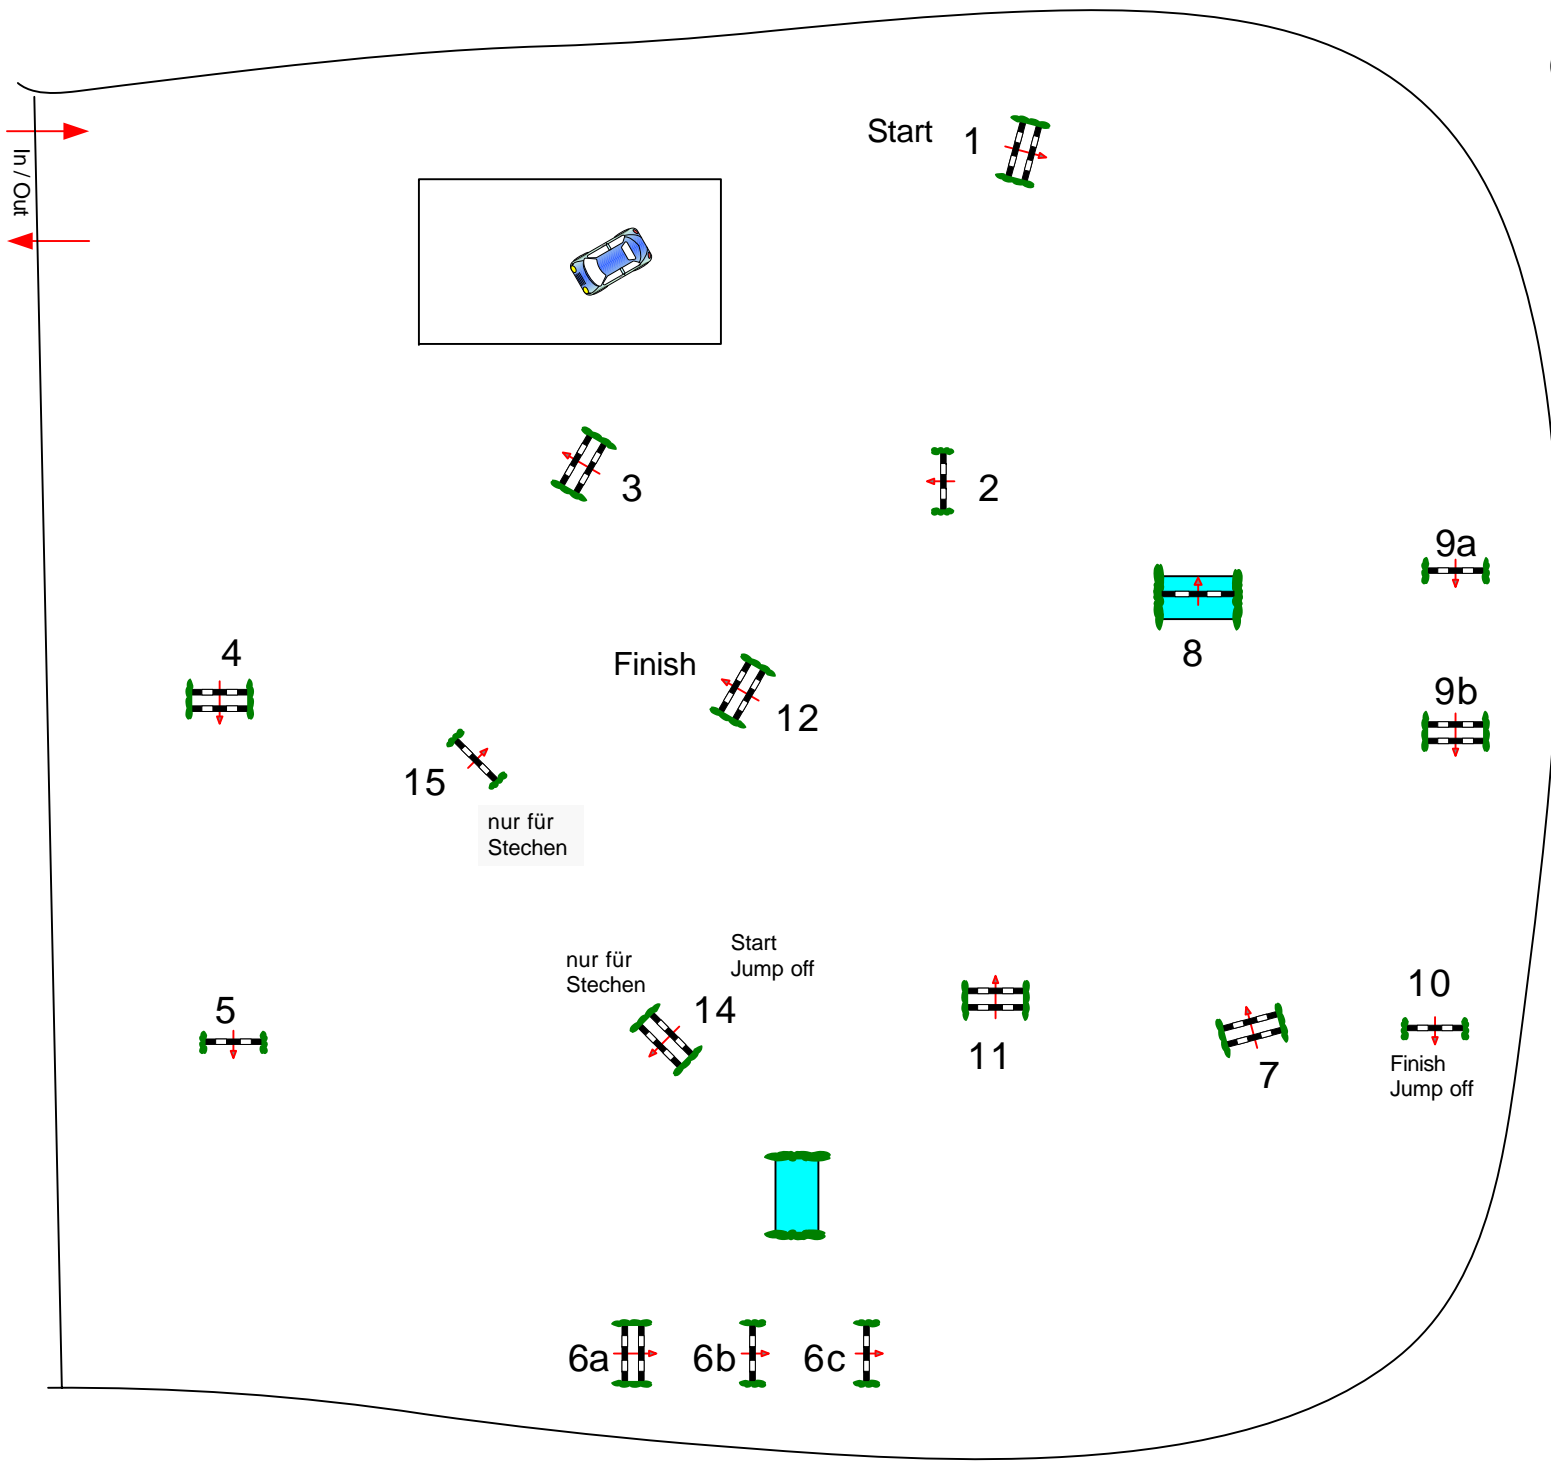 Start
1
In / Out
3
2
9a
4
Finish
8
12
9b
15
nur für
Stechen
nur für
Stechen
Start
Jump off
14
5
11
7
10
Finish
Jump off
6a
6b
6c